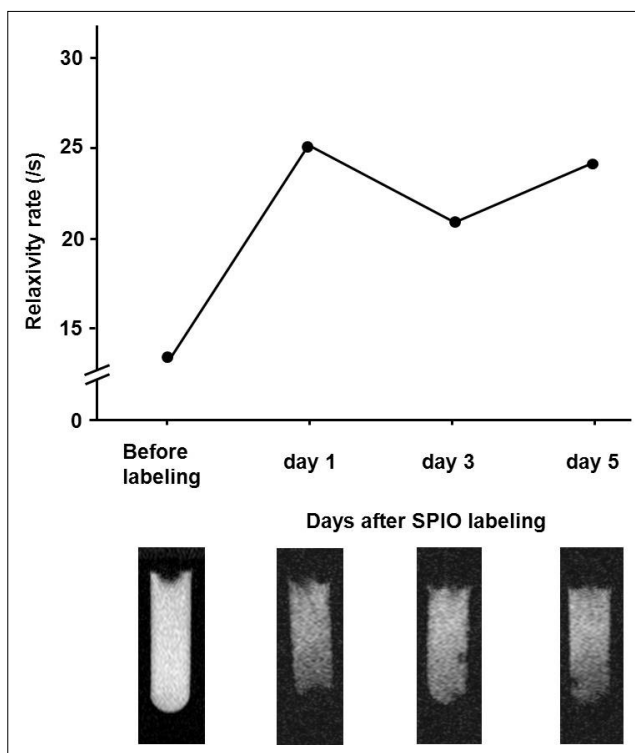 30
25
20
15
0
Relaxivity rate (/s)
Before
labeling
day 1
day 3
day 5
Days after SPIO labeling